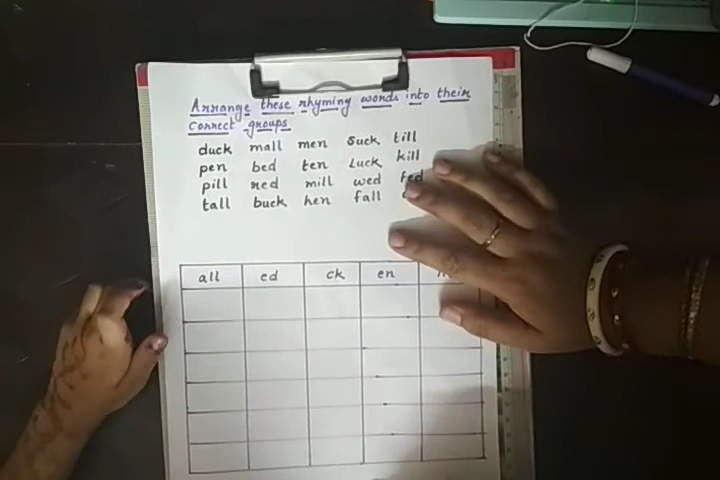 Arrange these rhyming words into their
correct groups
duck mall men suck till
pen bed ten luck kill
pill red mill wed fed
tall buck hen fall
all ed ck en